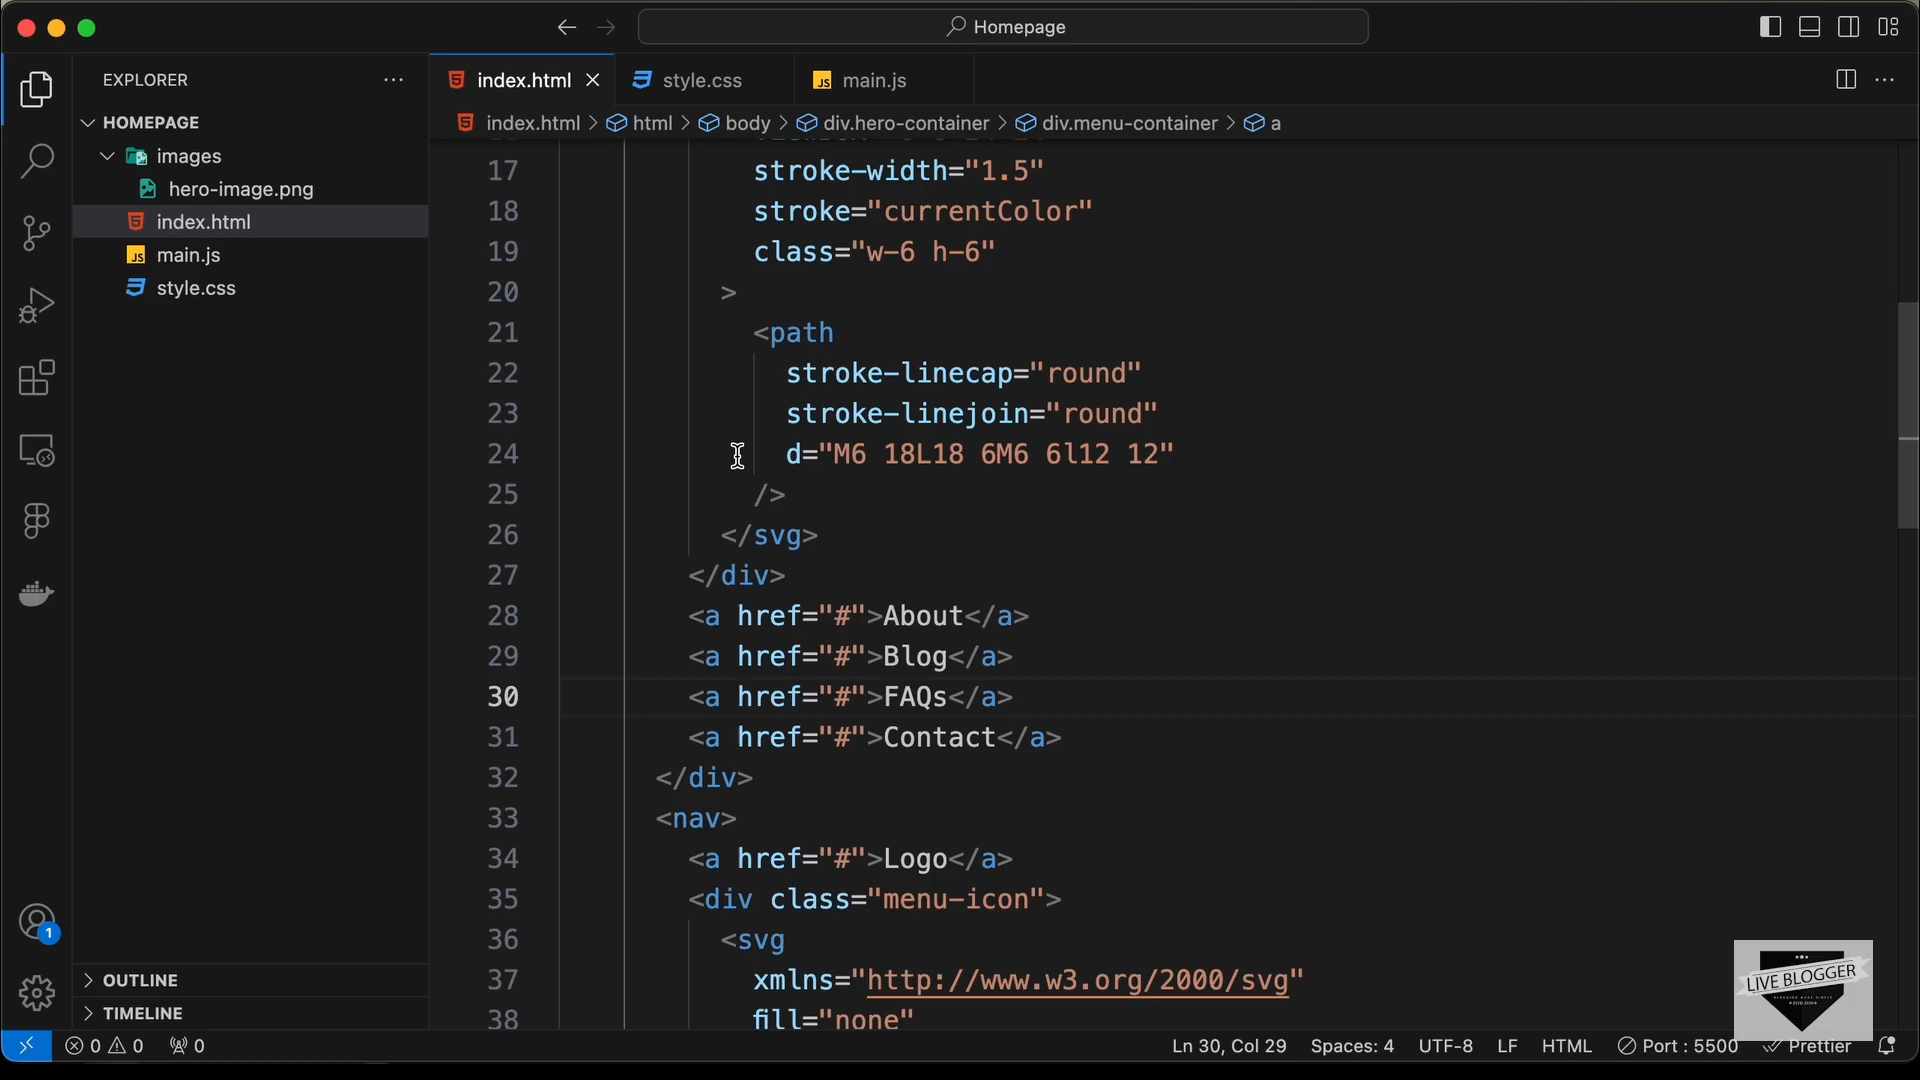 Homepage
EXPLORER
HOMEPAGE
images
hero-image.png
index.html
main.js
style.css
OUTLINE
TIMELINE
index.html
style.css
main.js
index.html > html > body > div.hero-container > div.menu-container > a
17 stroke-width="1.5"
18 stroke="currentColor"
19 class="w-6 h-6"
20 >
21 <path
22 stroke-linecap="round"
23 stroke-linejoin="round"
24 d="M6 18L18 6M6 6l12 12"
25 />
26 </svg>
27 </div>
28 <a href="#">About</a>
29 <a href="#">Blog</a>
30 <a href="#">FAQs</a>
31 <a href="#">Contact</a>
32 </div>
33 <nav>
34 <a href="#">Logo</a>
35 <div class="menu-icon">
36 <svg
37 xmlns="http://www.w3.org/2000/svg"
38 fill="none"
LIVE BLOGGER
1
0 0 0 Ln 30, Col 29 Spaces: 4 UTF-8 LF HTML Port : 5500 Prettier